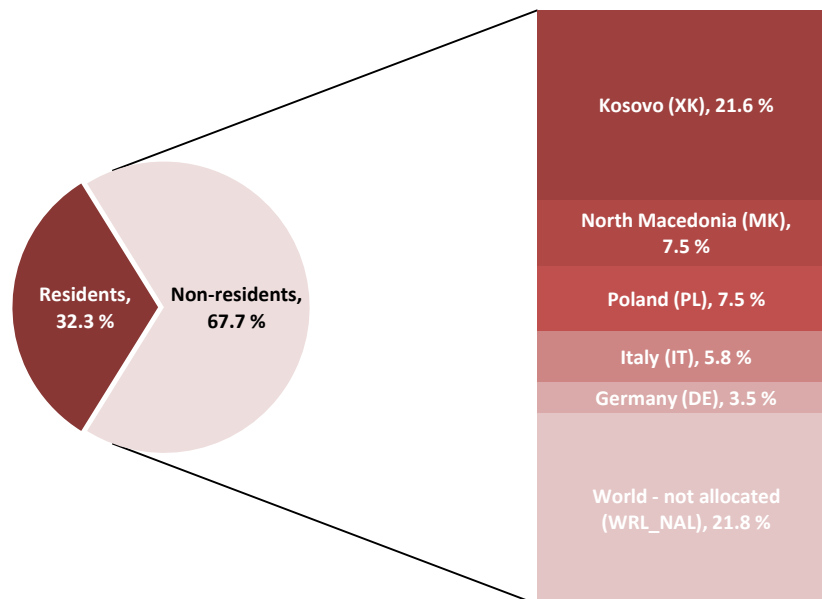 Kosovo (XK), 21.6 %
North Macedonia (MK),
7.5 %
Poland (PL), 7.5 %
Italy (IT), 5.8 %
Germany (DE), 3.5 %
World - not allocated
(WRL_NAL), 21.8 %
Residents,
32.3 %
Non-residents,
67.7 %